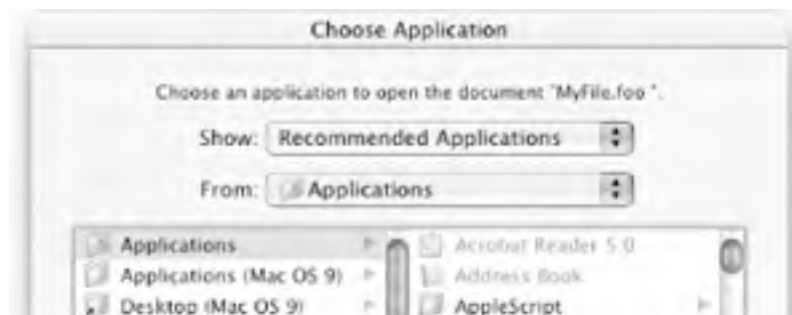 Choose Application
Choose an application to open the document "MyFile.foo ".
Show: Recommended Applications
From: Applications
Applications
Acrobat Reader 5.0
Applications (Mac OS 9)
Address Book
Desktop (Mac OS 9)
AppleScript